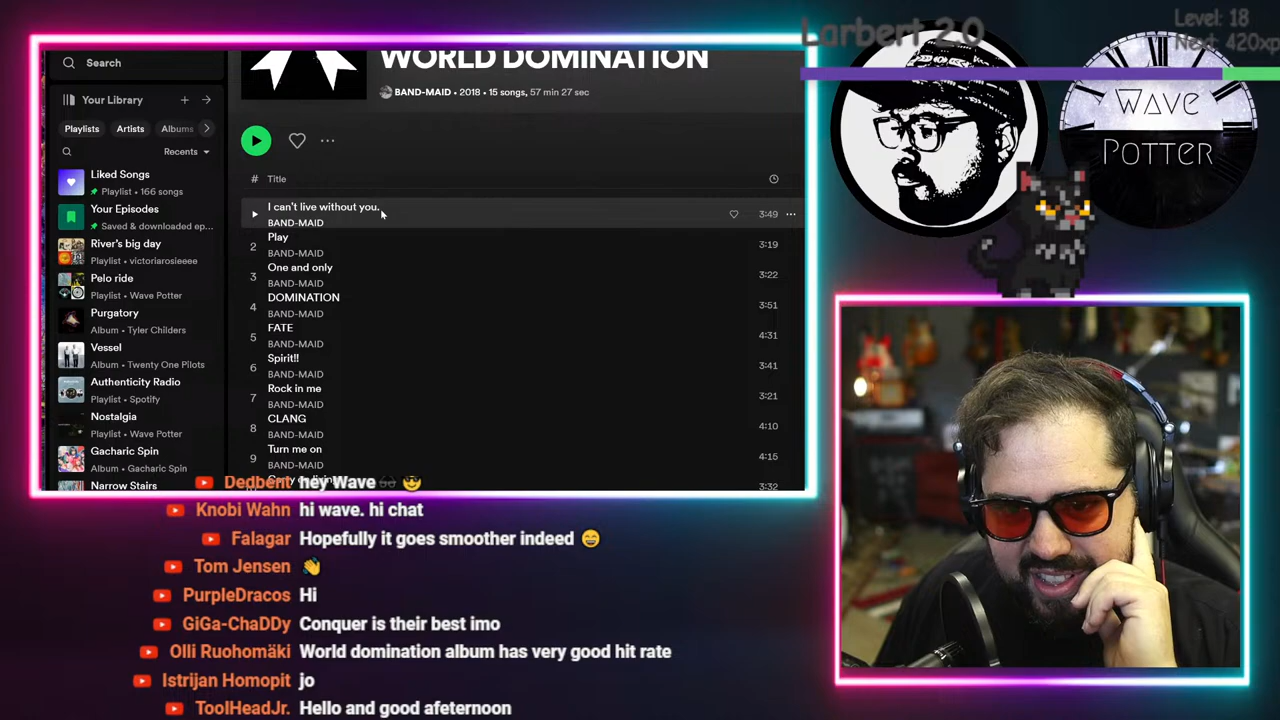 Larbert 2.0
Level: 18
Next: 420xp
WAVE
POTTER
Search
Your Library
Playlists
Artists
Albums
Recents
Liked Songs
Playlist • 166 songs
Your Episodes
Saved & downloaded ep...
River's big day
Playlist • victoriarosieeee
Pelo ride
Playlist • Wave Potter
Purgatory
Album • Tyler Childers
Vessel
Album • Twenty One Pilots
Authenticity Radio
Playlist • Spotify
Nostalgia
Playlist • Wave Potter
Gacharic Spin
Album • Gacharic Spin
Narrow Stairs
WORLD DOMINATION
BAND-MAID • 2018 • 15 songs, 57 min 27 sec
# Title
I can't live without you. 3:49
BAND-MAID
2 Play 3:19
BAND-MAID
3 One and only 3:22
BAND-MAID
4 DOMINATION 3:51
BAND-MAID
5 FATE 4:31
BAND-MAID
6 Spirit!! 3:41
BAND-MAID
7 Rock in me 3:21
BAND-MAID
8 CLANG 4:10
BAND-MAID
9 Turn me on 4:15
BAND-MAID
3:32
Dedbent hey Wave 😎
Knobi Wahn hi wave. hi chat
Falagar Hopefully it goes smoother indeed 😄
Tom Jensen 👋
PurpleDracos Hi
GiGa-ChaDDy Conquer is their best imo
Olli Ruohomäki World domination album has very good hit rate
Istrijan Homopit jo
ToolHeadJr. Hello and good afeternoon